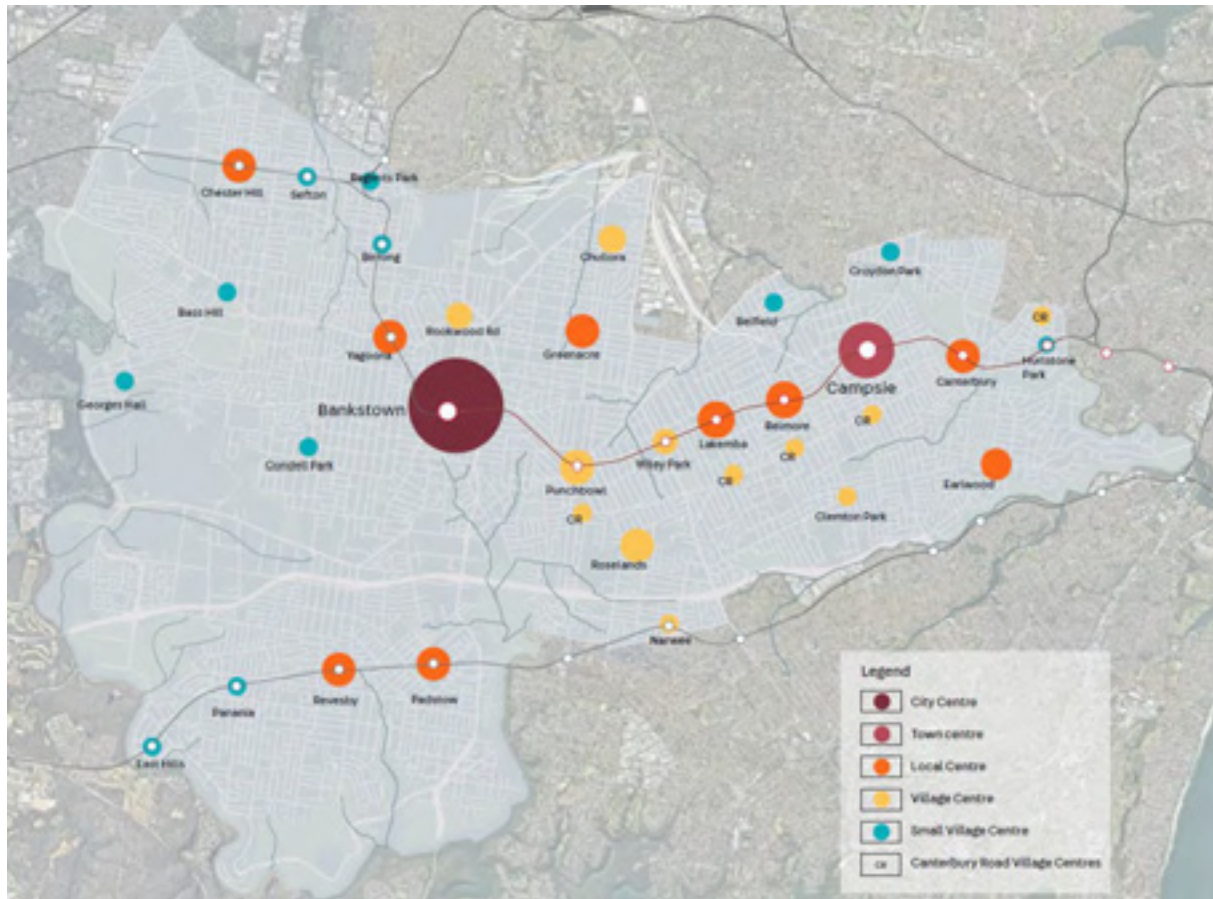 Chester Hill
Sefton
Regents Park
Birrong
Chullora
Croydon Park
Bass Hill
Belfield
Rookwood Rd
CR
Yagoona
Greenacre
Hurlstone
Park
Canterbury
Campsie
Georges Hall
Bankstown
Belmore
CR
Lakemba
CR
Condell Park
Wiley Park
Punchbowl
CR
Earlwood
Clemton Park
CR
Roselands
Narwee
Panania
Revesby
Padstow
East Hills
Legend
City Centre
Town centre
Local Centre
Village Centre
Small Village Centre
CR Canterbury Road Village Centres